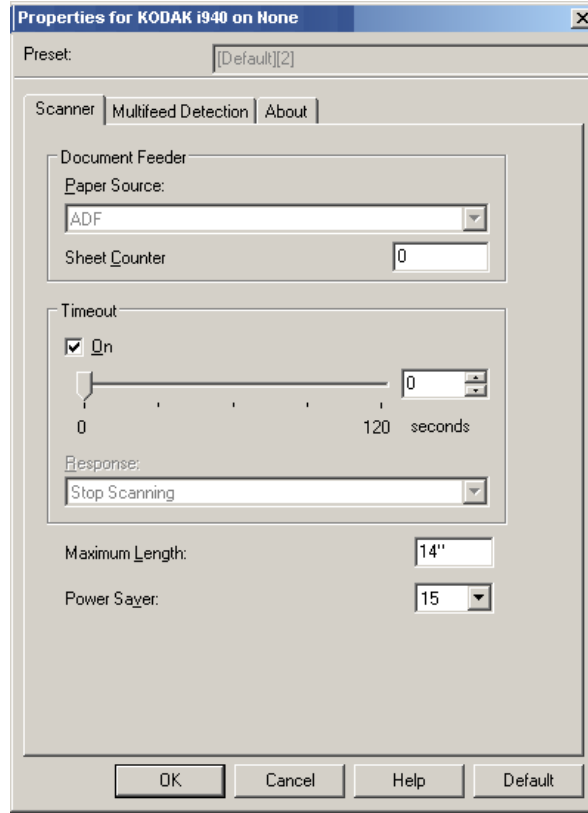 Properties for KODAK i940 on None
Preset: [Default][2]
Scanner Multifeed Detection About
Document Feeder
Paper Source:
ADF
Sheet Counter 0
Timeout
On
0
0 120 seconds
Response:
Stop Scanning
Maximum Length: 14"
Power Saver: 15
OK Cancel Help Default